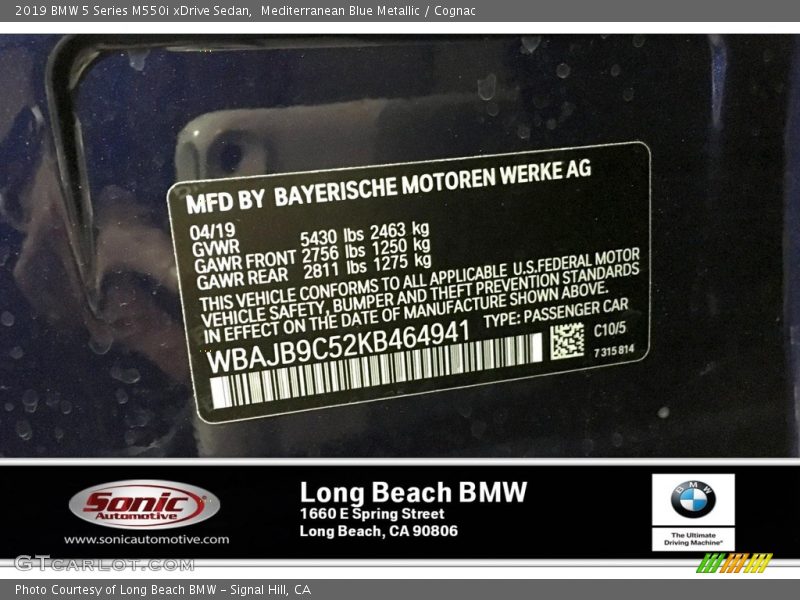 2019 BMW 5 Series M550i xDrive Sedan,  Mediterranean Blue Metallic / Cognac
MFD BY BAYERISCHE MOTOREN WERKE AG
04/19
GVWR 5430 lbs 2463 kg
GAWR FRONT 2756 lbs 1250 kg
GAWR REAR 2811 lbs 1275 kg
THIS VEHICLE CONFORMS TO ALL APPLICABLE U.S.FEDERAL MOTOR
VEHICLE SAFETY, BUMPER AND THEFT PREVENTION STANDARDS
IN EFFECT ON THE DATE OF MANUFACTURE SHOWN ABOVE.
WBAJB9C52KB464941 TYPE: PASSENGER CAR
C10/5
7 315 814
Sonic
Automotive
www.sonicautomotive.com
Long Beach BMW
1660 E Spring Street
Long Beach, CA 90806
BMW
The Ultimate
Driving Machine®
GTcarlot.com
Photo Courtesy of Long Beach BMW - Signal Hill, CA